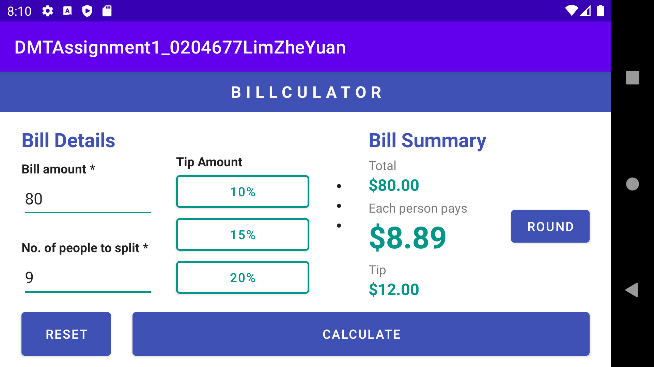 8:10
DMTAssignment1_0204677LimZheYuan
BILLCULATOR
Bill Details
Bill amount *
80
No. of people to split *
9
Tip Amount
10%
15%
20%
Bill Summary
Total
$80.00
Each person pays
$8.89
Tip
$12.00
ROUND
RESET
CALCULATE